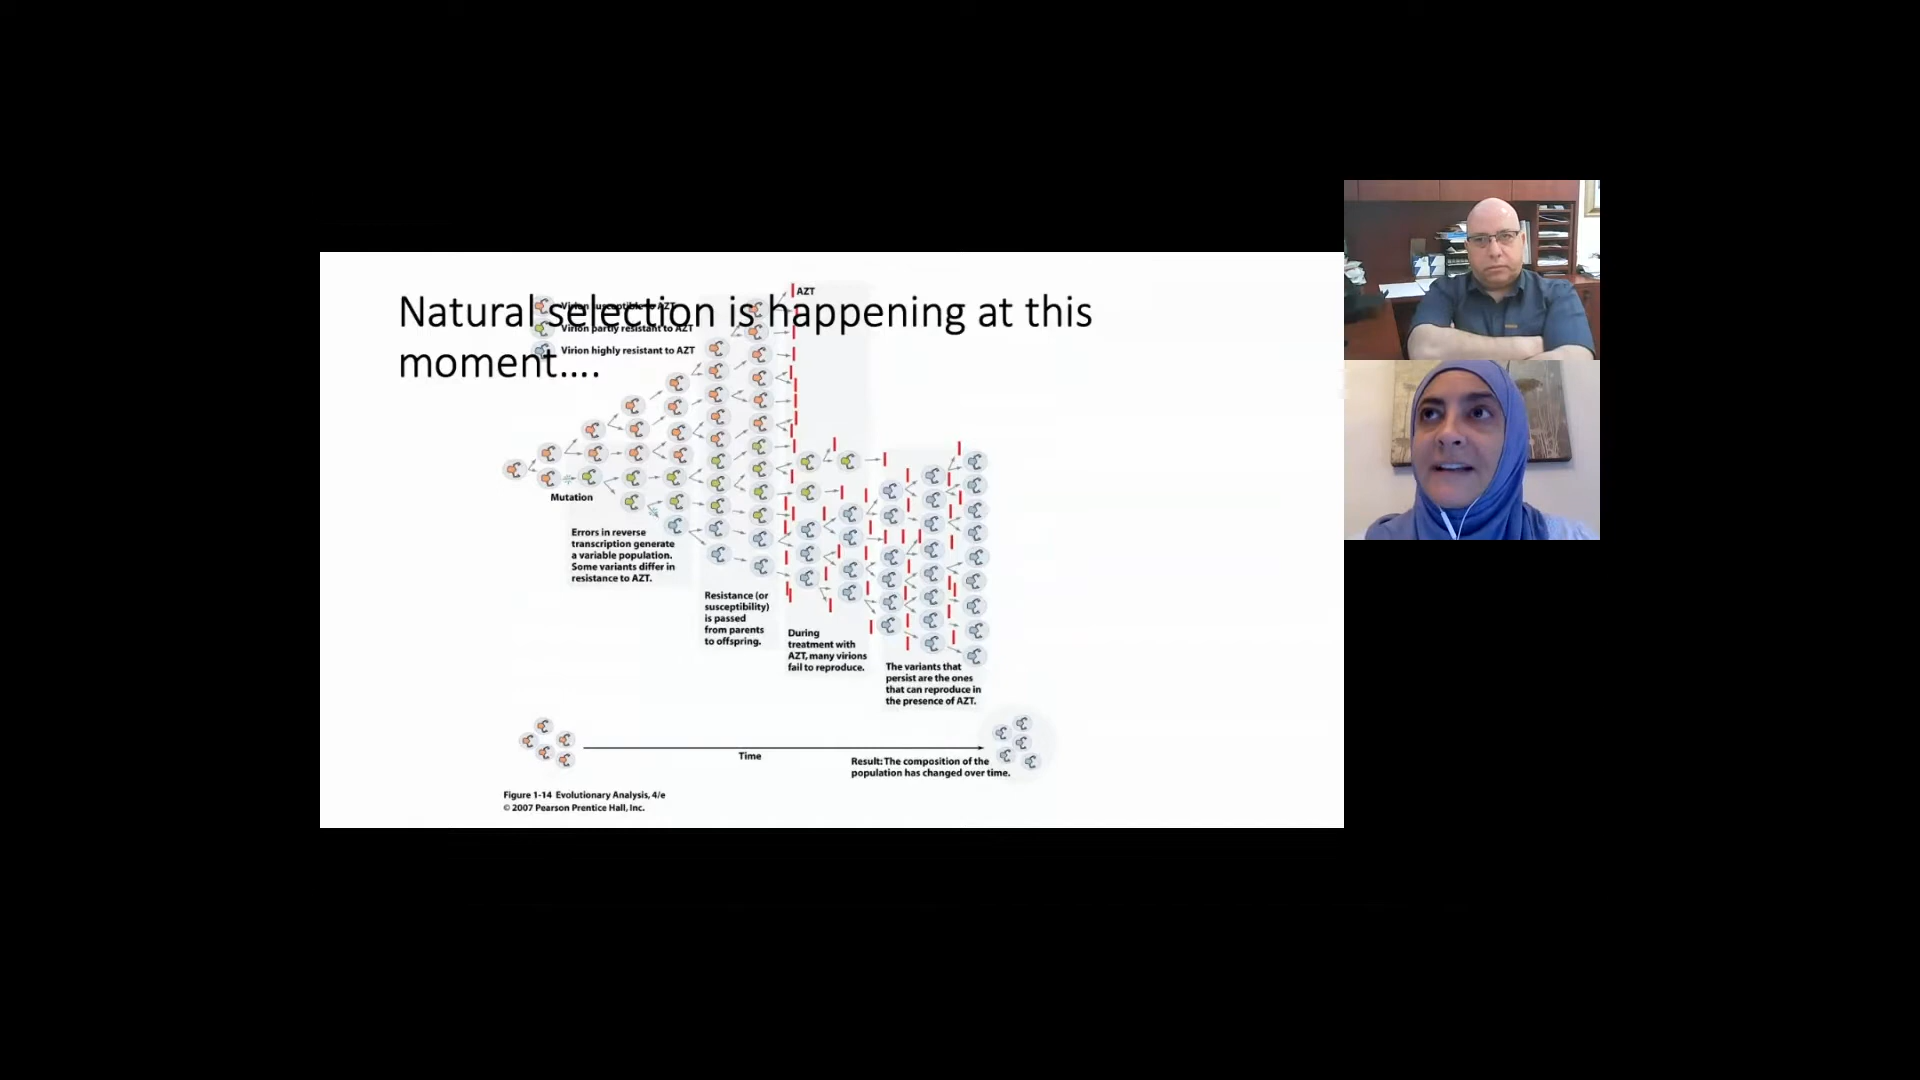 Natural selection is happening at this
moment....
AZT
Virion susceptible to AZT
Virion partly resistant to AZT
Virion highly resistant to AZT
Mutation
Errors in reverse
transcription generate
a variable population.
Some variants differ in
resistance to AZT.
Resistance (or
susceptibility)
is passed
from parents
to offspring.
During
treatment with
AZT, many virions
fail to reproduce.
The variants that
persist are the ones
that can reproduce in
the presence of AZT.
Time
Result: The composition of the
population has changed over time.
Figure 1-14 Evolutionary Analysis, 4/e
© 2007 Pearson Prentice Hall, Inc.